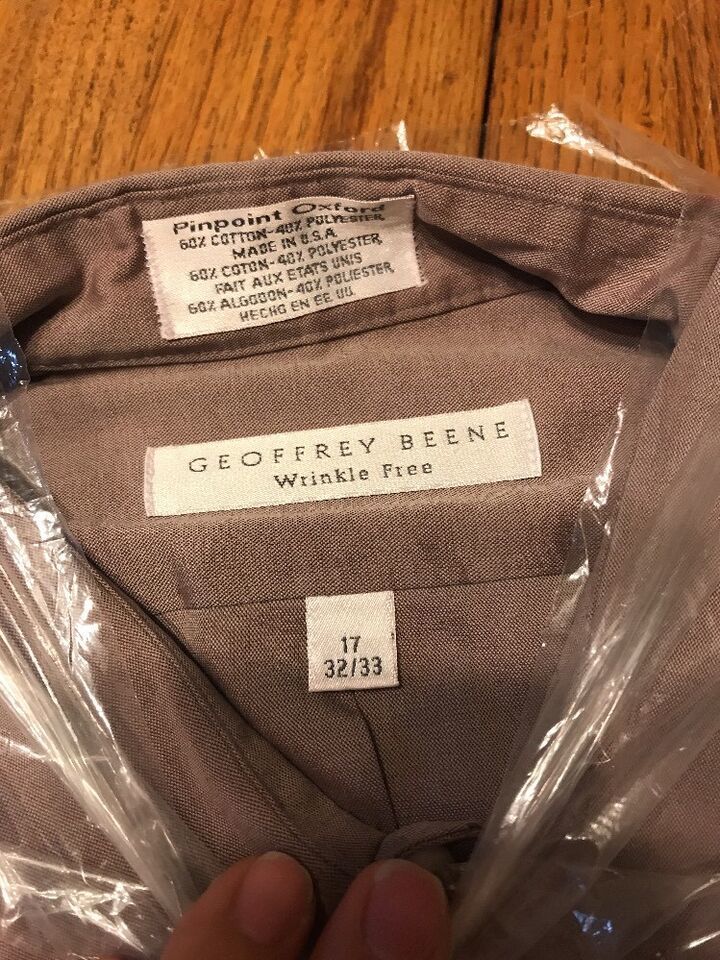 Pinpoint Oxford
60% COTTON-40% POLYESTER
MADE IN U.S.A.
60% COTON-40% POLYESTER
FAIT AUX ETATS UNIS
60% ALGODON-40% POLIESTER
HECHO EN EE UU
GEOFFREY BEENE
Wrinkle Free
17
32/33